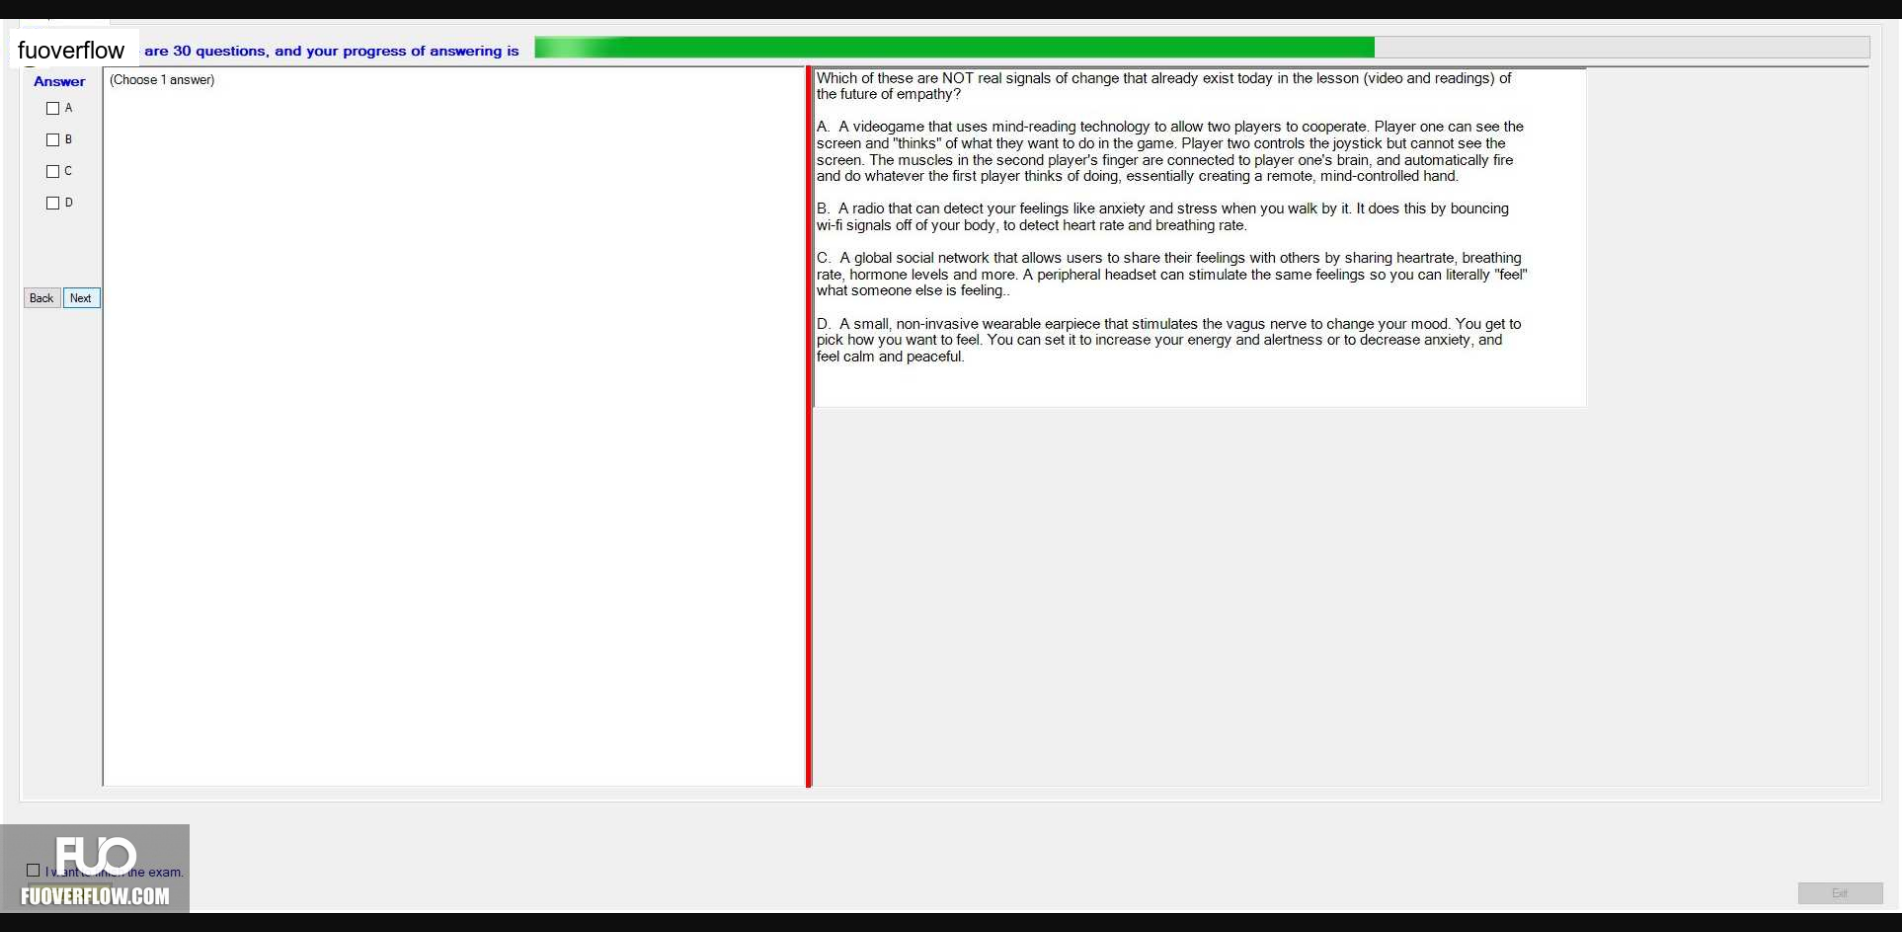 fuoverflow are 30 questions, and your progress of answering is
Answer
(Choose 1 answer)
A
B
C
D
Back Next
Which of these are NOT real signals of change that already exist today in the lesson (video and readings) of
the future of empathy?
A. A videogame that uses mind-reading technology to allow two players to cooperate. Player one can see the
screen and "thinks" of what they want to do in the game. Player two controls the joystick but cannot see the
screen. The muscles in the second player's finger are connected to player one's brain, and automatically fire
and do whatever the first player thinks of doing, essentially creating a remote, mind-controlled hand.
B. A radio that can detect your feelings like anxiety and stress when you walk by it. It does this by bouncing
wi-fi signals off of your body, to detect heart rate and breathing rate.
C. A global social network that allows users to share their feelings with others by sharing heartrate, breathing
rate, hormone levels and more. A peripheral headset can stimulate the same feelings so you can literally "feel"
what someone else is feeling..
D. A small, non-invasive wearable earpiece that stimulates the vagus nerve to change your mood. You get to
pick how you want to feel. You can set it to increase your energy and alertness or to decrease anxiety, and
feel calm and peaceful.
FUO
I want to finish the exam.
FUOVERFLOW.COM
Exit